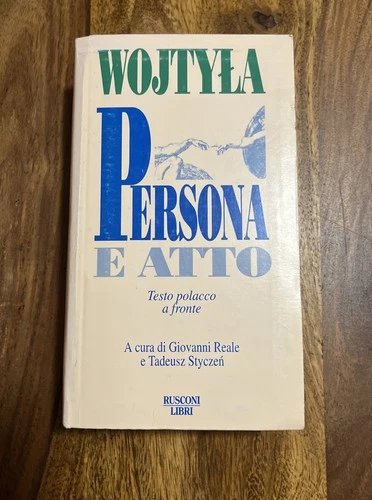 WOJTYŁA
PERSONA
E ATTO
Testo polacco
a fronte
A cura di Giovanni Reale
e Tadeusz Styczeń
RUSCONI
LIBRI